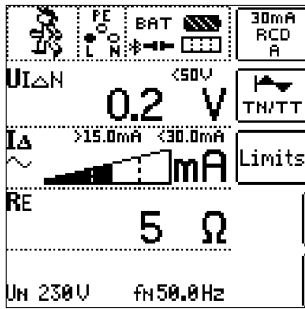 PE
L N
BAT
30mA
RCD
A
UI△N <50V
0.2 V
TN/TT
I△ >15.0mA <30.0mA
~ mA
Limits
RE
5 Ω
UN 230V fN50.0Hz